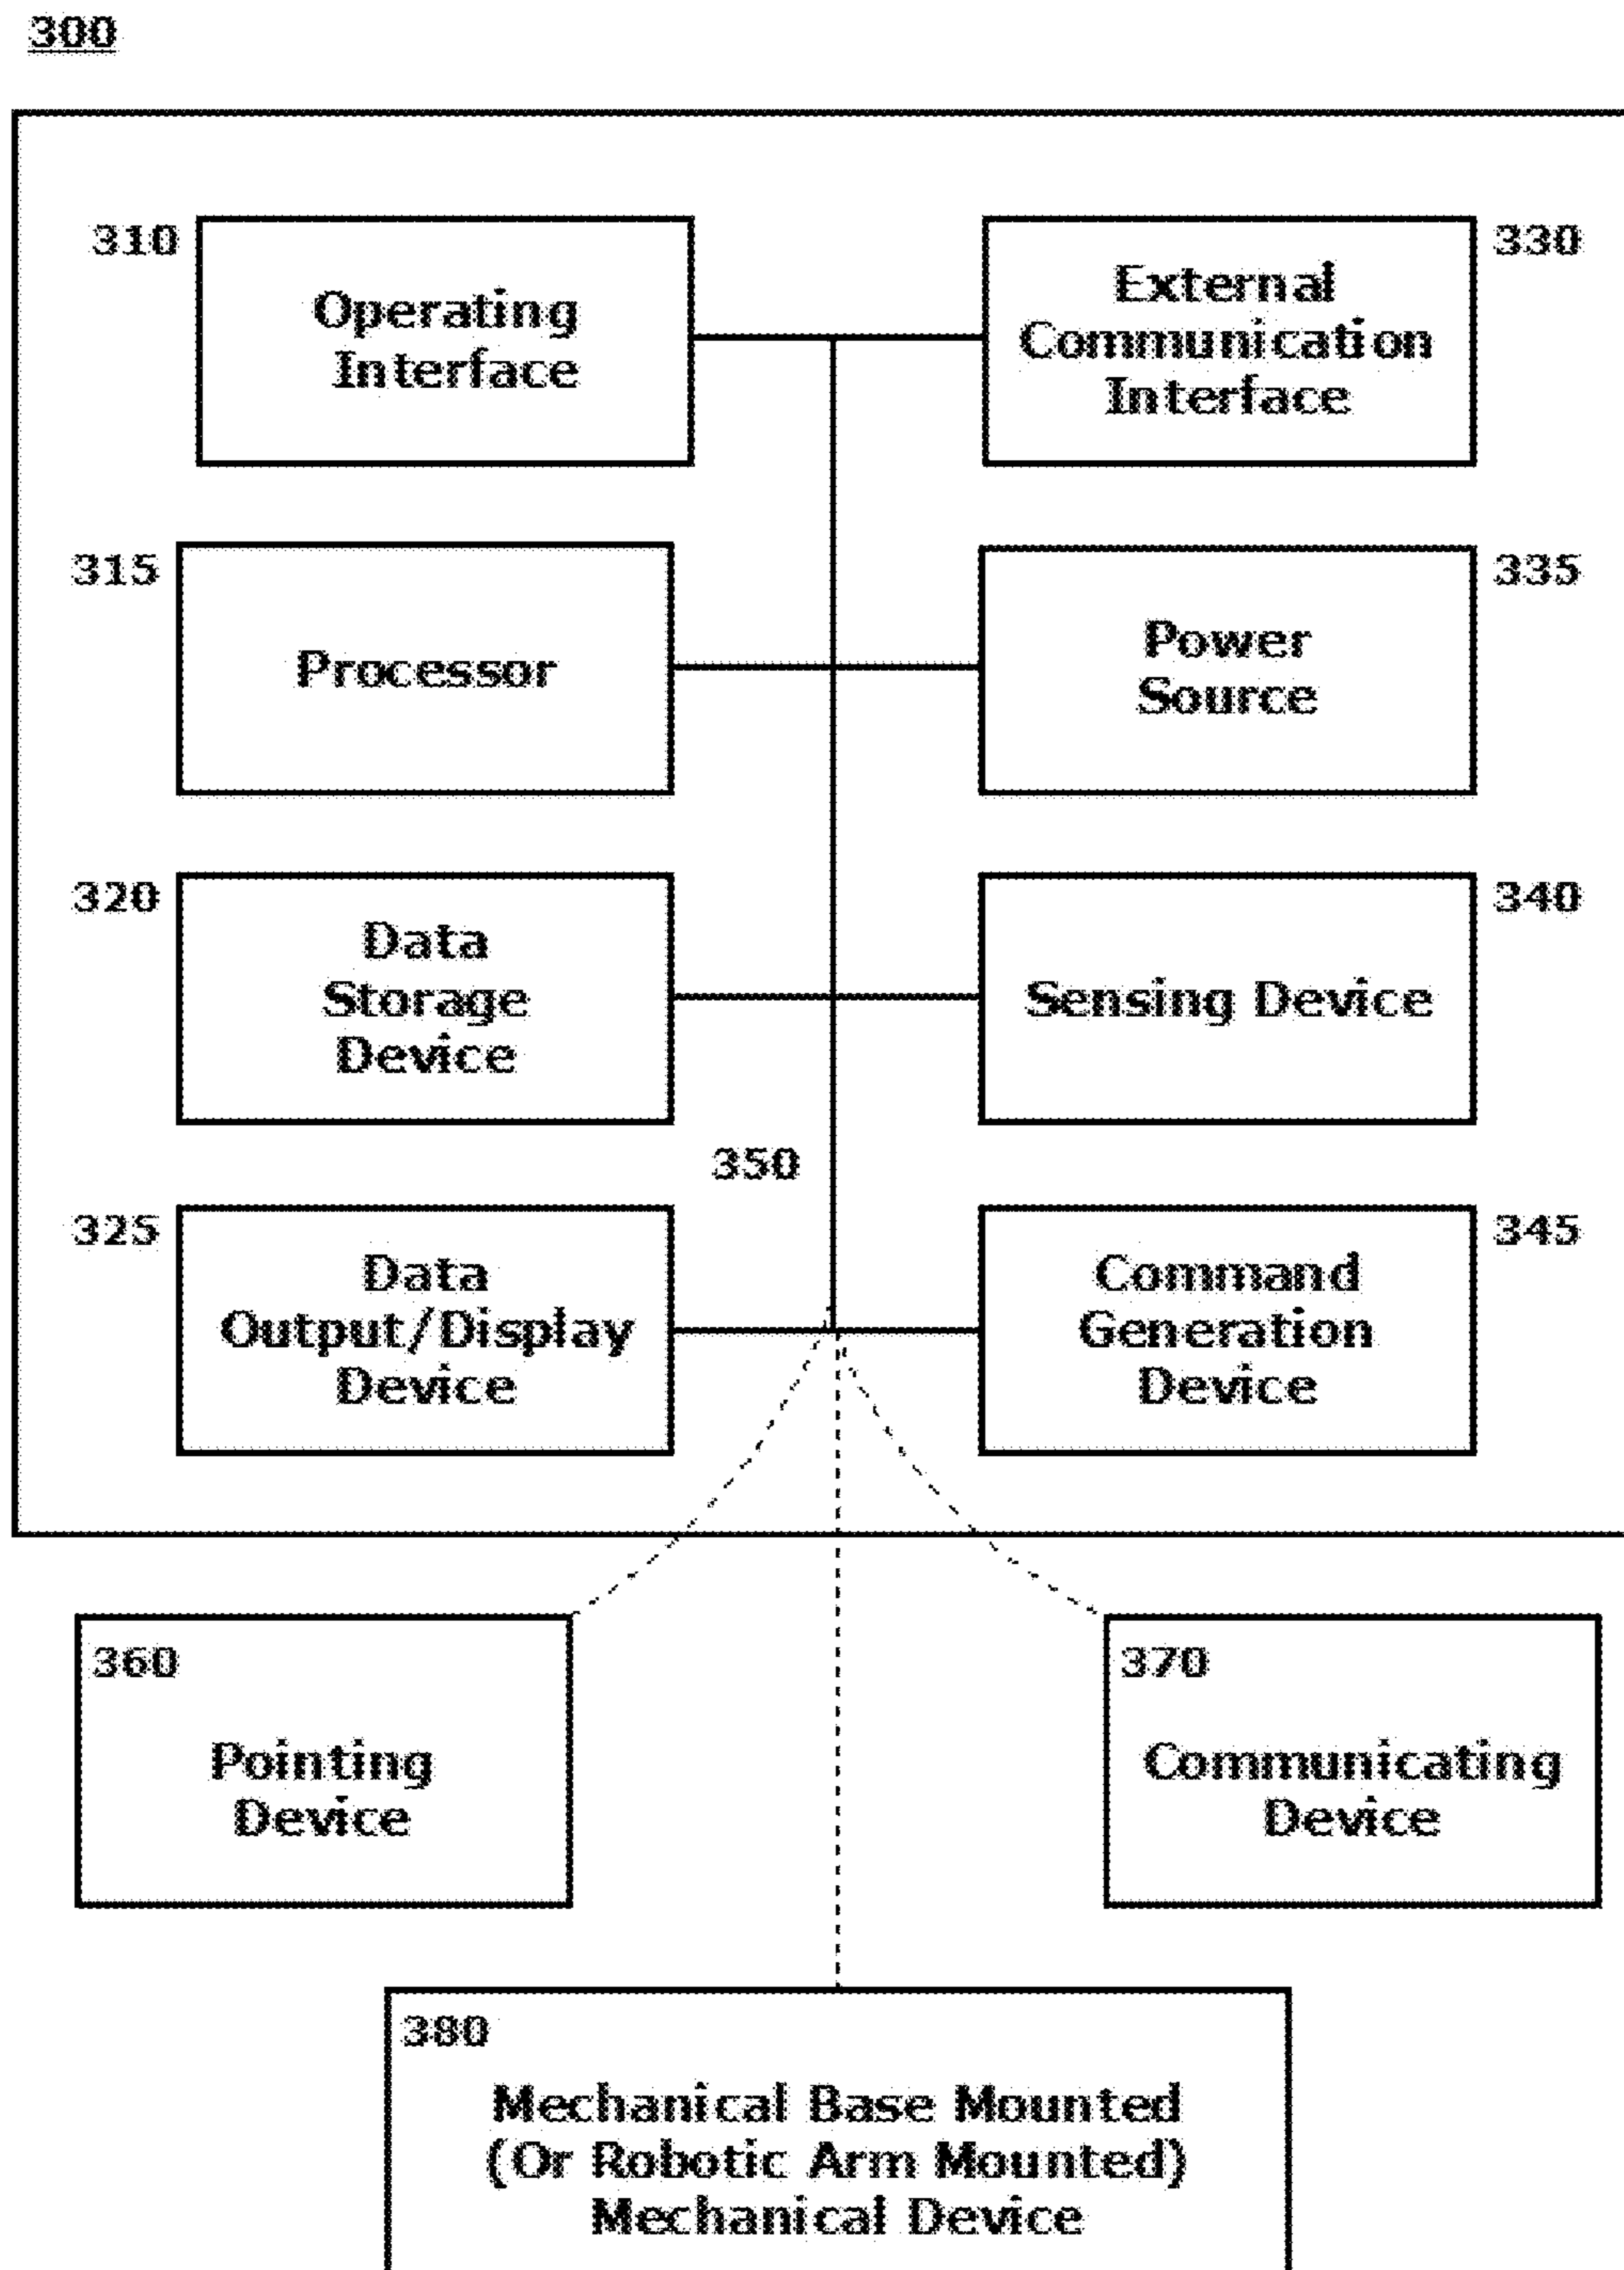 300
310
Operating
Interface
330
External
Communication
Interface
315
Processor
335
Power
Source
320
Data
Storage
Device
340
Sensing Device
350
325
Data
Output/Display
Device
345
Command
Generation
Device
360
Pointing
Device
370
Communicating
Device
380
Mechanical Base Mounted
(Or Robotic Arm Mounted)
Mechanical Device